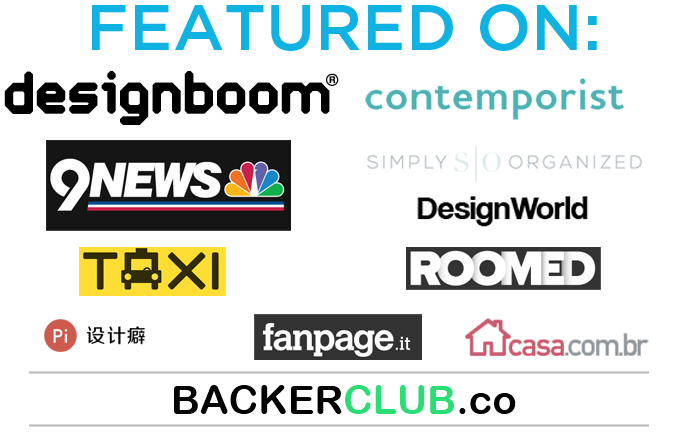 FEATURED ON:
designboom®
contemporist
9NEWS
SIMPLY S|O ORGANIZED
DesignWorld
TAXI
ROOMED
Pi 设计癖
fanpage.it
casa.com.br
BACKERCLUB.co